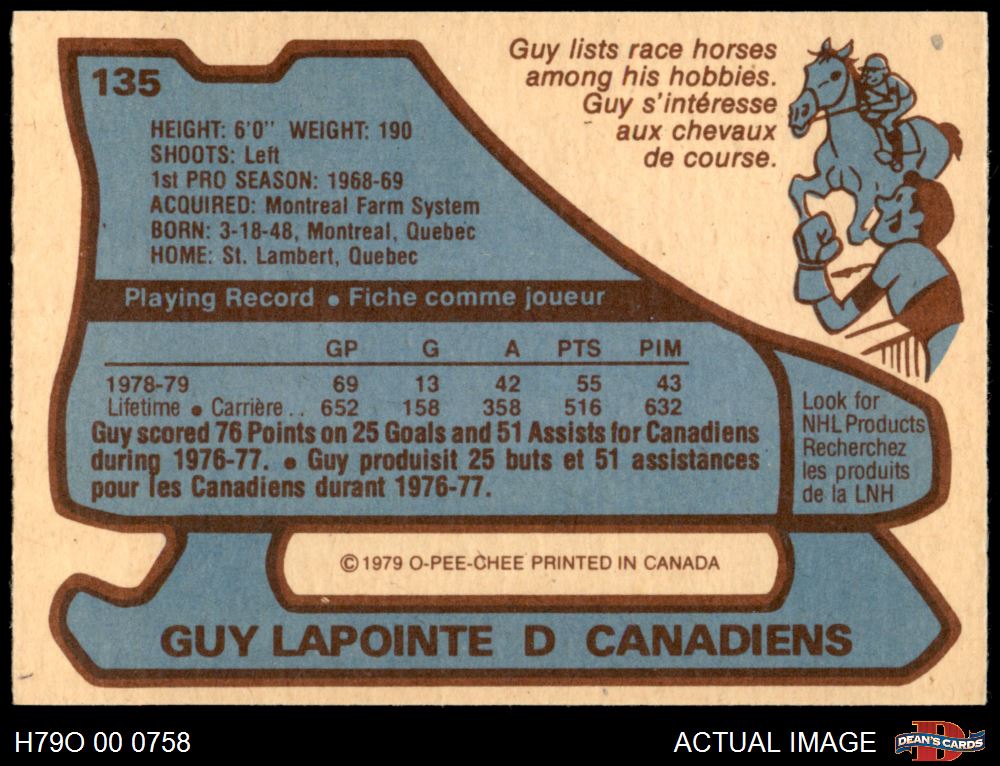 135
HEIGHT: 6'0" WEIGHT: 190
SHOOTS: Left
1st PRO SEASON: 1968-69
ACQUIRED: Montreal Farm System
BORN: 3-18-48, Montreal, Quebec
HOME: St. Lambert, Quebec
Guy lists race horses
among his hobbies.
Guy s'intéresse
aux chevaux
de course.
Playing Record • Fiche comme joueur
GP G A PTS PIM
1978-79 69 13 42 55 43
Lifetime • Carrière . . 652 158 358 516 632
Guy scored 76 Points on 25 Goals and 51 Assists for Canadiens
during 1976-77. • Guy produisit 25 buts et 51 assistances
pour les Canadiens durant 1976-77.
Look for
NHL Products
Recherchez
les produits
de la LNH
© 1979 O-PEE-CHEE PRINTED IN CANADA
GUY LAPOINTE D CANADIENS
H79O 00 0758
ACTUAL IMAGE
DEAN'S CARDS